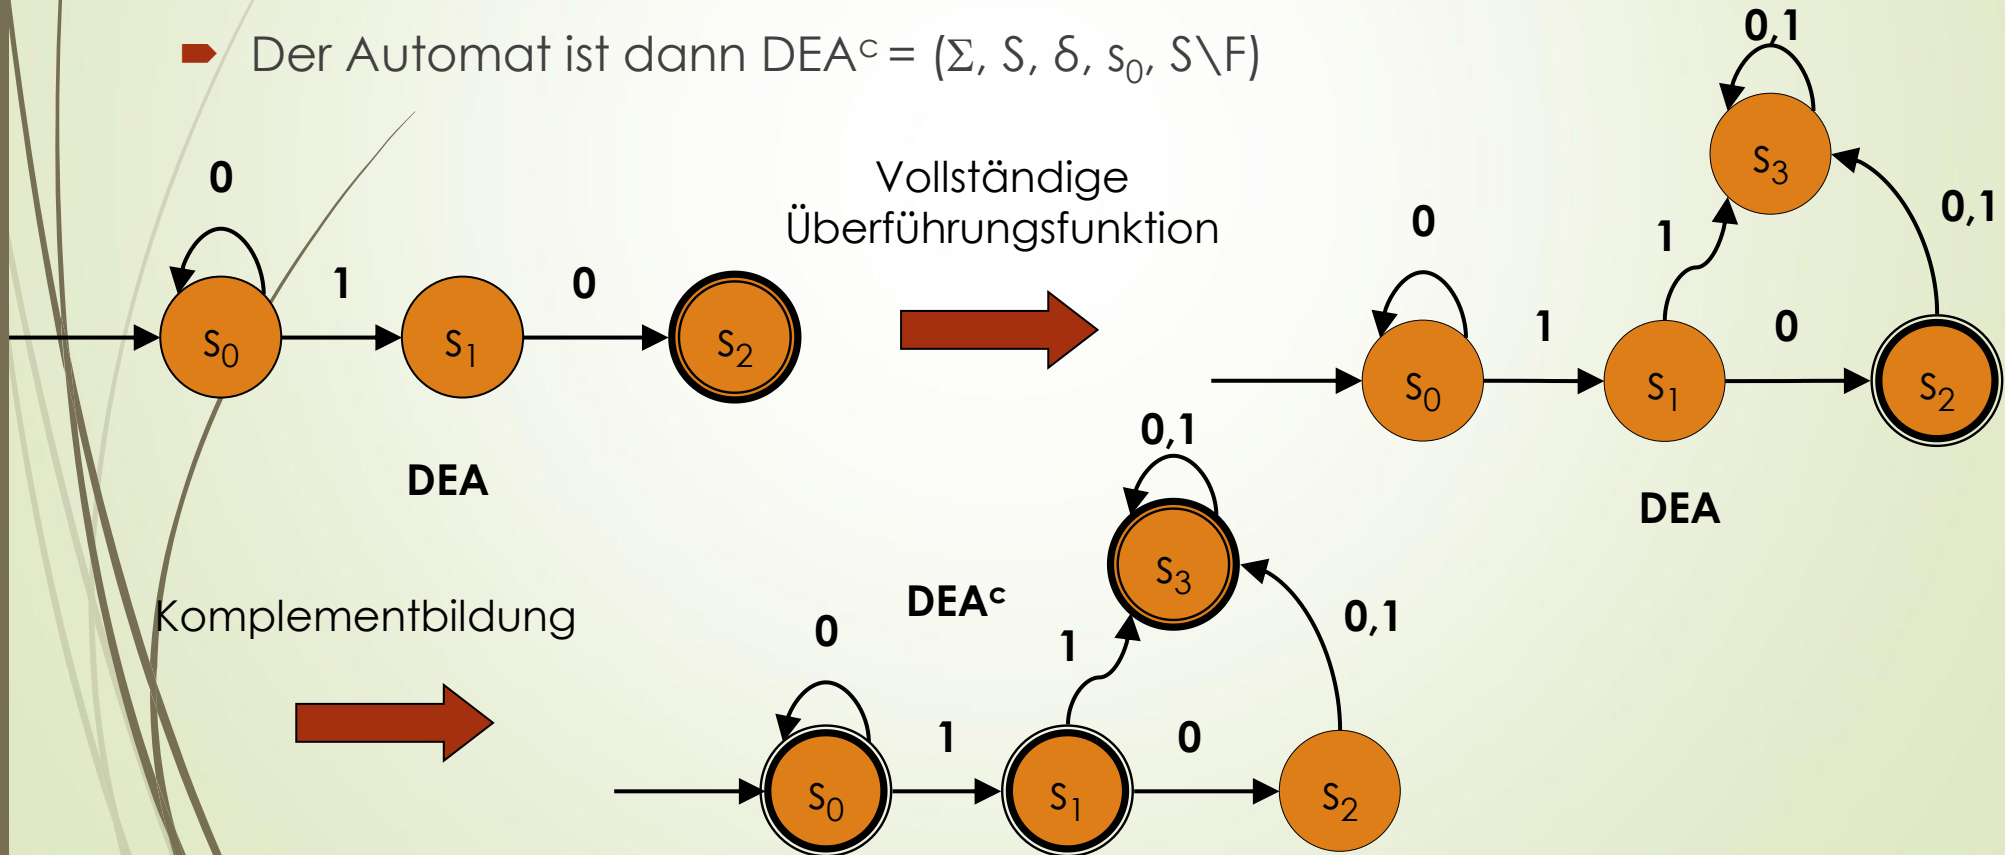 Der Automat ist dann DEAᶜ = (Σ, S, δ, s₀, S\F)
0
s₀
1
s₁
0
s₂
DEA
Vollständige
Überführungsfunktion
0,1
s₃
0,1
1
0
s₀
1
s₁
0
s₂
DEA
Komplementbildung
DEAᶜ
0,1
s₃
0,1
1
0
s₀
1
s₁
0
s₂